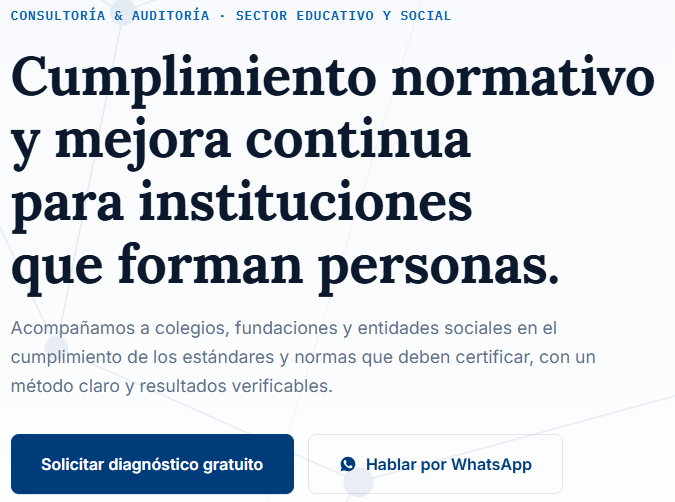 CONSULTORÍA & AUDITORÍA · SECTOR EDUCATIVO Y SOCIAL
Cumplimiento normativo
y mejora continua
para instituciones
que forman personas.
Acompañamos a colegios, fundaciones y entidades sociales en el
cumplimiento de los estándares y normas que deben certificar, con un
método claro y resultados verificables.
Solicitar diagnóstico gratuito
Hablar por WhatsApp